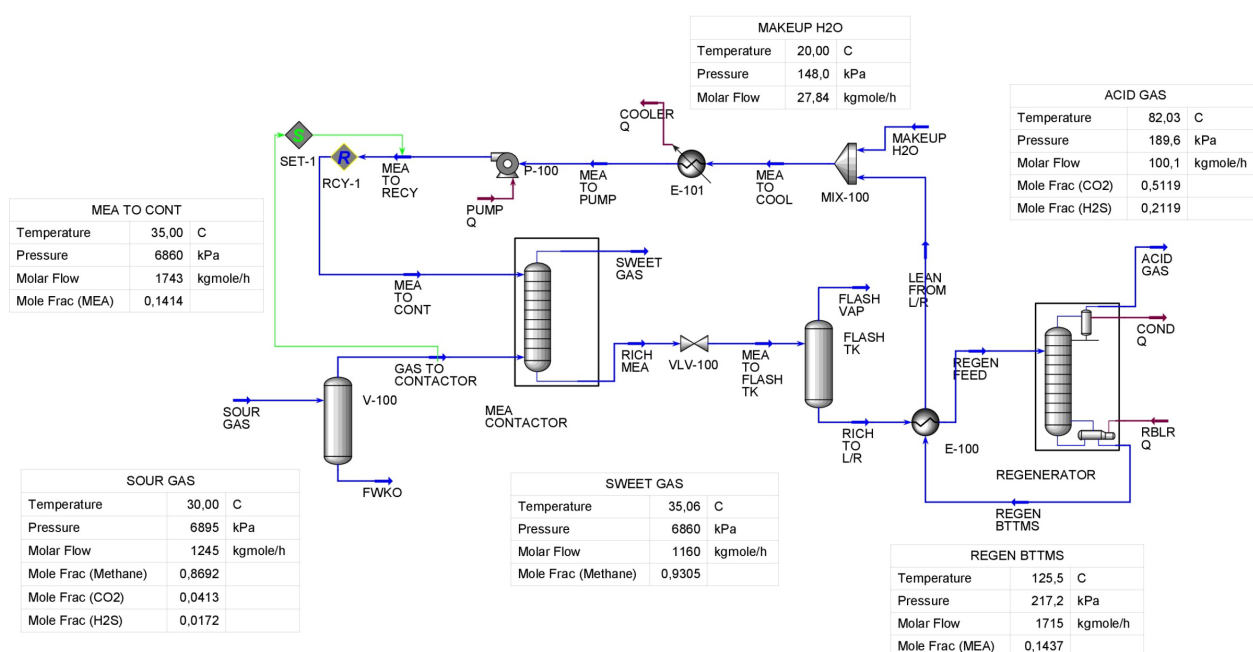 MAKEUP H2O
Temperature 20,00 C
Pressure 148,0 kPa
Molar Flow 27,84 kgmole/h
ACID GAS
Temperature 82,03 C
Pressure 189,6 kPa
Molar Flow 100,1 kgmole/h
Mole Frac (CO2) 0,5119
Mole Frac (H2S) 0,2119
COOLER
Q
MAKEUP
H2O
S
SET-1
R
RCY-1
MEA
TO
RECY
P-100
PUMP
Q
MEA
TO
PUMP
E-101
MEA
TO
COOL
MIX-100
MEA TO CONT
Temperature 35,00 C
Pressure 6860 kPa
Molar Flow 1743 kgmole/h
Mole Frac (MEA) 0,1414
MEA
TO
CONT
SWEET
GAS
FLASH
VAP
FLASH
TK
LEAN
FROM
L/R
ACID
GAS
COND
Q
GAS TO
CONTACTOR
RICH
MEA
VLV-100
MEA
TO
FLASH
TK
REGEN
FEED
SOUR
GAS
V-100
MEA
CONTACTOR
RICH
TO
L/R
E-100
RBLR
Q
REGENERATOR
FWKO
REGEN
BTTMS
SOUR GAS
Temperature 30,00 C
Pressure 6895 kPa
Molar Flow 1245 kgmole/h
Mole Frac (Methane) 0,8692
Mole Frac (CO2) 0,0413
Mole Frac (H2S) 0,0172
SWEET GAS
Temperature 35,06 C
Pressure 6860 kPa
Molar Flow 1160 kgmole/h
Mole Frac (Methane) 0,9305
REGEN BTTMS
Temperature 125,5 C
Pressure 217,2 kPa
Molar Flow 1715 kgmole/h
Mole Frac (MEA) 0,1437